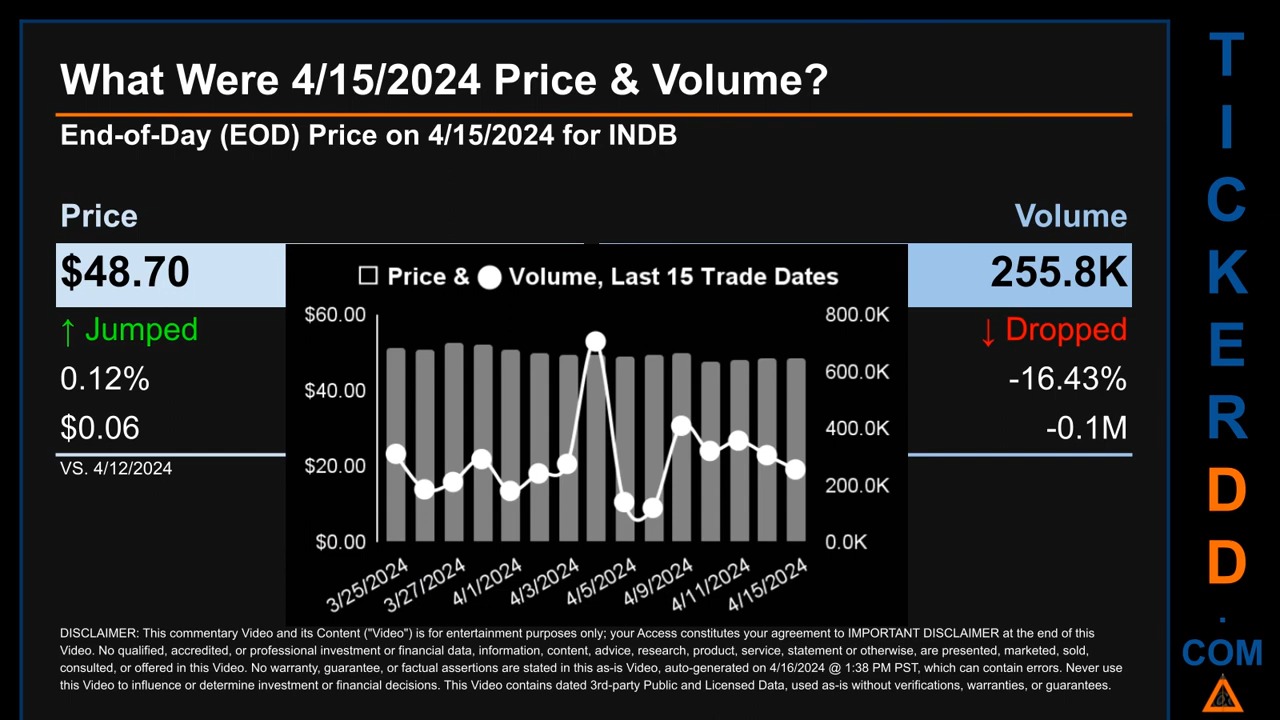 What Were 4/15/2024 Price & Volume?
End-of-Day (EOD) Price on 4/15/2024 for INDB
Price
Volume
$48.70
255.8K
↑ Jumped
↓ Dropped
0.12%
-16.43%
$0.06
-0.1M
VS. 4/12/2024
Price & Volume, Last 15 Trade Dates
$60.00
$40.00
$20.00
$0.00
800.0K
600.0K
400.0K
200.0K
0.0K
3/25/2024
3/27/2024
4/1/2024
4/3/2024
4/5/2024
4/9/2024
4/11/2024
4/15/2024
DISCLAIMER: This commentary Video and its Content ("Video") is for entertainment purposes only; your Access constitutes your agreement to IMPORTANT DISCLAIMER at the end of this
Video. No qualified, accredited, or professional investment or financial data, information, content, advice, research, product, service, statement or otherwise, are presented, marketed, sold,
consulted, or offered in this Video. No warranty, guarantee, or factual assertions are stated in this as-is Video, auto-generated on 4/16/2024 @ 1:38 PM PST, which can contain errors. Never use
this Video to influence or determine investment or financial decisions. This Video contains dated 3rd-party Public and Licensed Data, used as-is without verifications, warranties, or guarantees.
T
I
C
K
E
R
D
D
.
COM